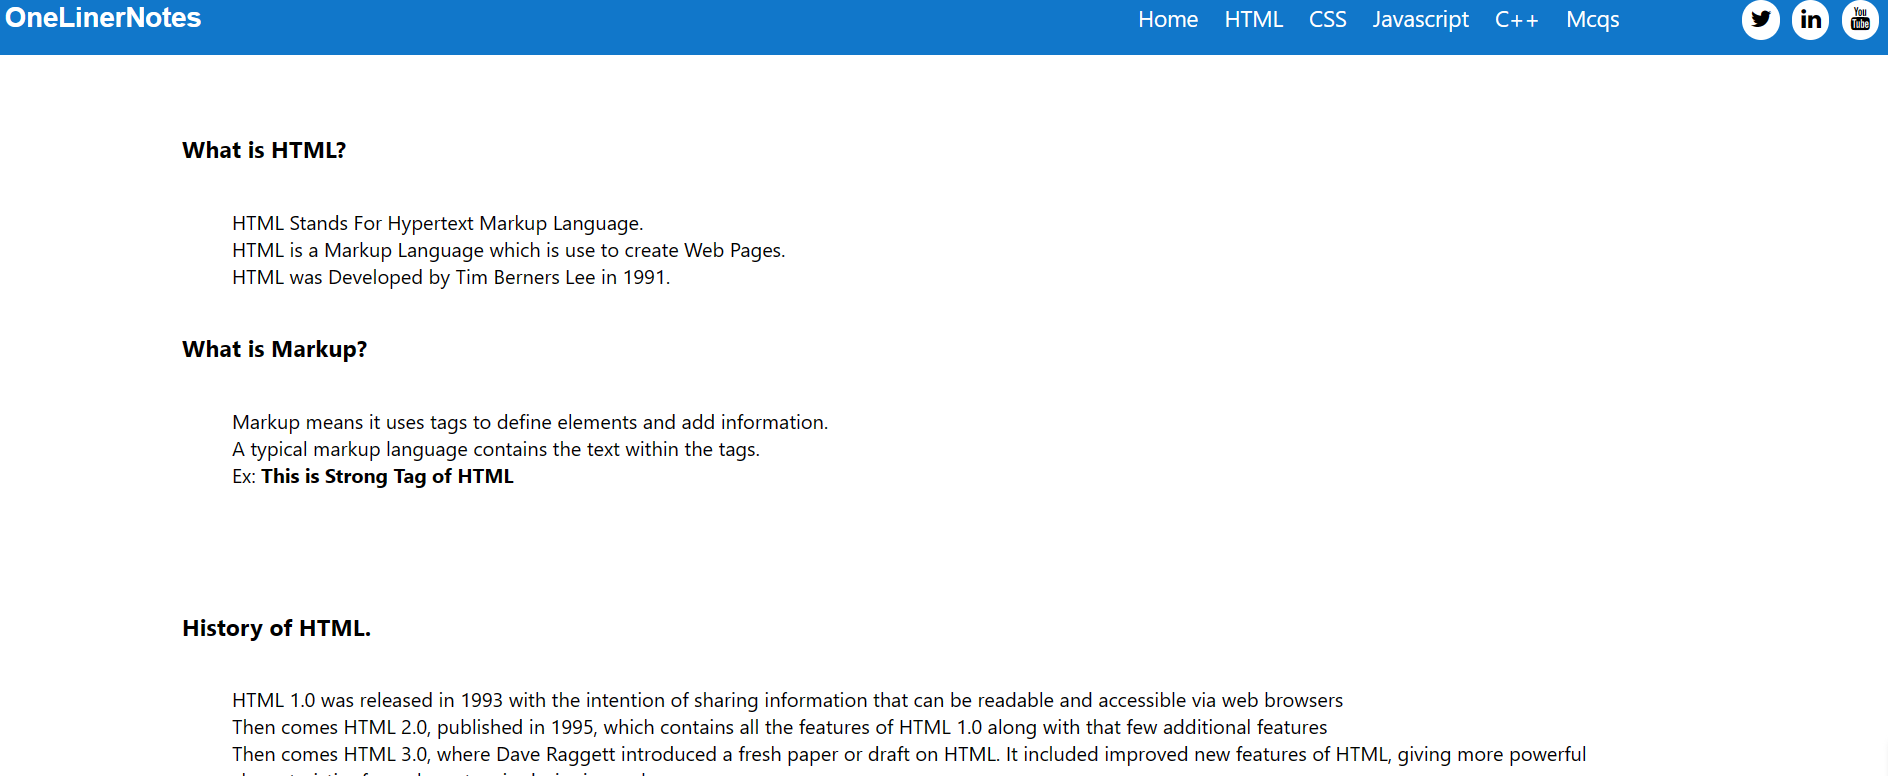 OneLinerNotes
Home HTML CSS Javascript C++ Mcqs
You
Tube
What is HTML?
HTML Stands For Hypertext Markup Language.
HTML is a Markup Language which is use to create Web Pages.
HTML was Developed by Tim Berners Lee in 1991.
What is Markup?
Markup means it uses tags to define elements and add information.
A typical markup language contains the text within the tags.
Ex: This is Strong Tag of HTML
History of HTML.
HTML 1.0 was released in 1993 with the intention of sharing information that can be readable and accessible via web browsers
Then comes HTML 2.0, published in 1995, which contains all the features of HTML 1.0 along with that few additional features
Then comes HTML 3.0, where Dave Raggett introduced a fresh paper or draft on HTML. It included improved new features of HTML, giving more powerful